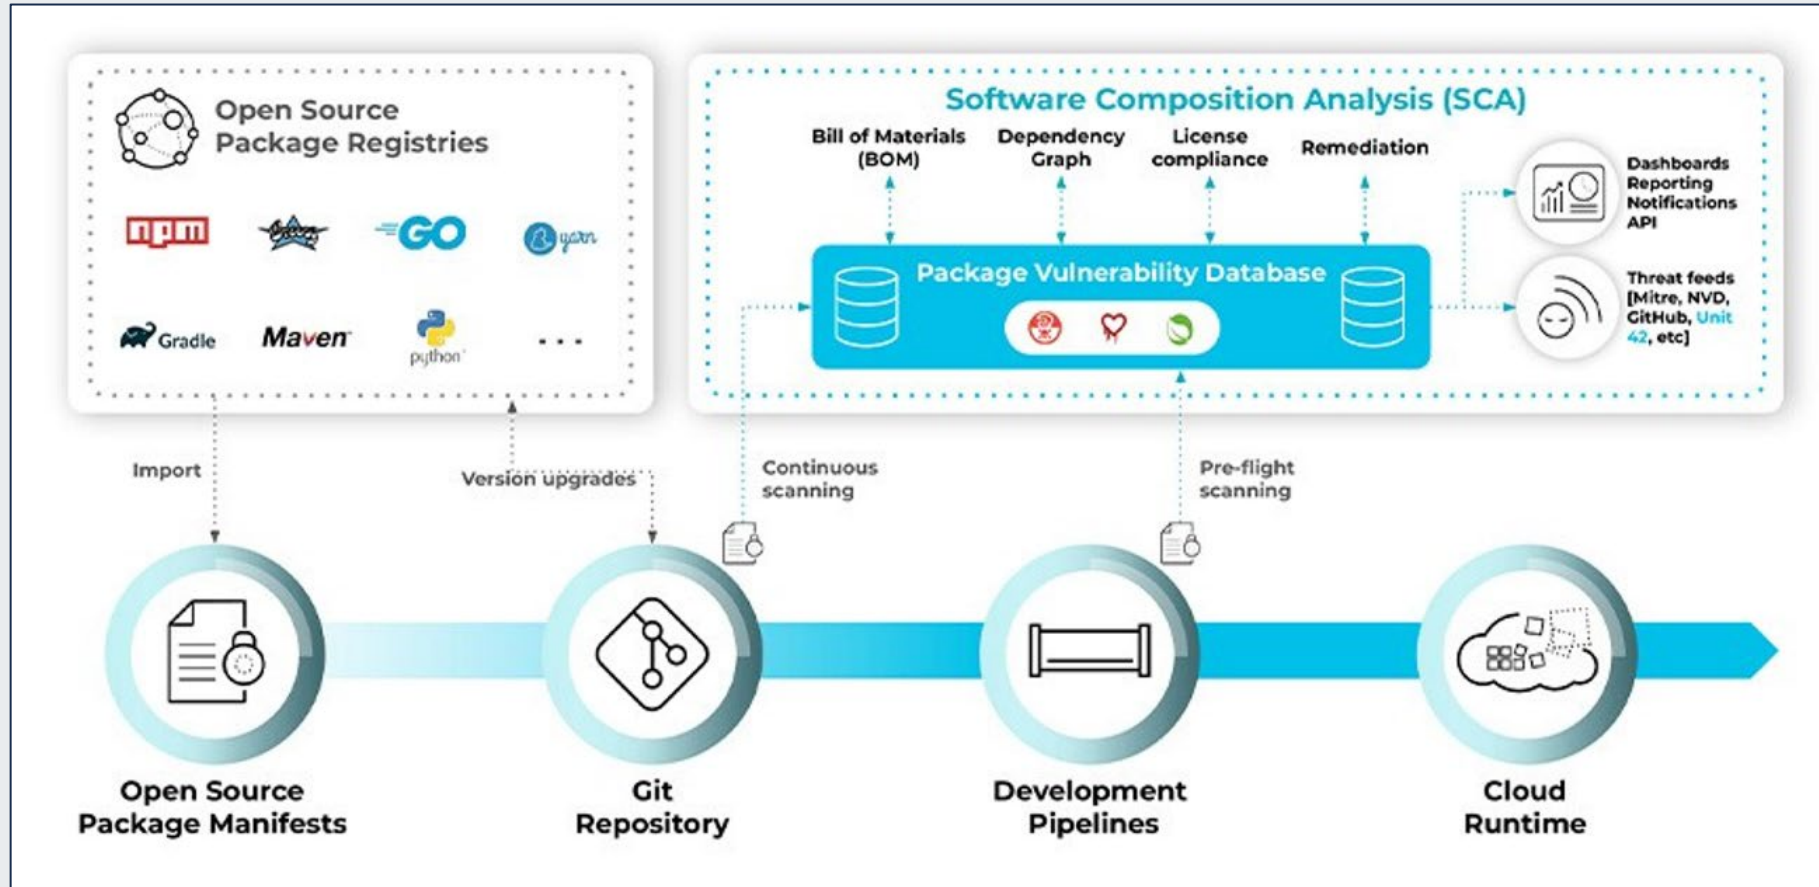 Open Source
Package Registries
npm
GO
yarn
Gradle
Maven
python
...
Software Composition Analysis (SCA)
Bill of Materials
(BOM)
Dependency
Graph
License
compliance
Remediation
Package Vulnerability Database
Dashboards
Reporting
Notifications
API
Threat feeds
[Mitre, NVD,
GitHub, Unit
42, etc]
Import
Version upgrades
Continuous
scanning
Pre-flight
scanning
Open Source
Package Manifests
Git
Repository
Development
Pipelines
Cloud
Runtime